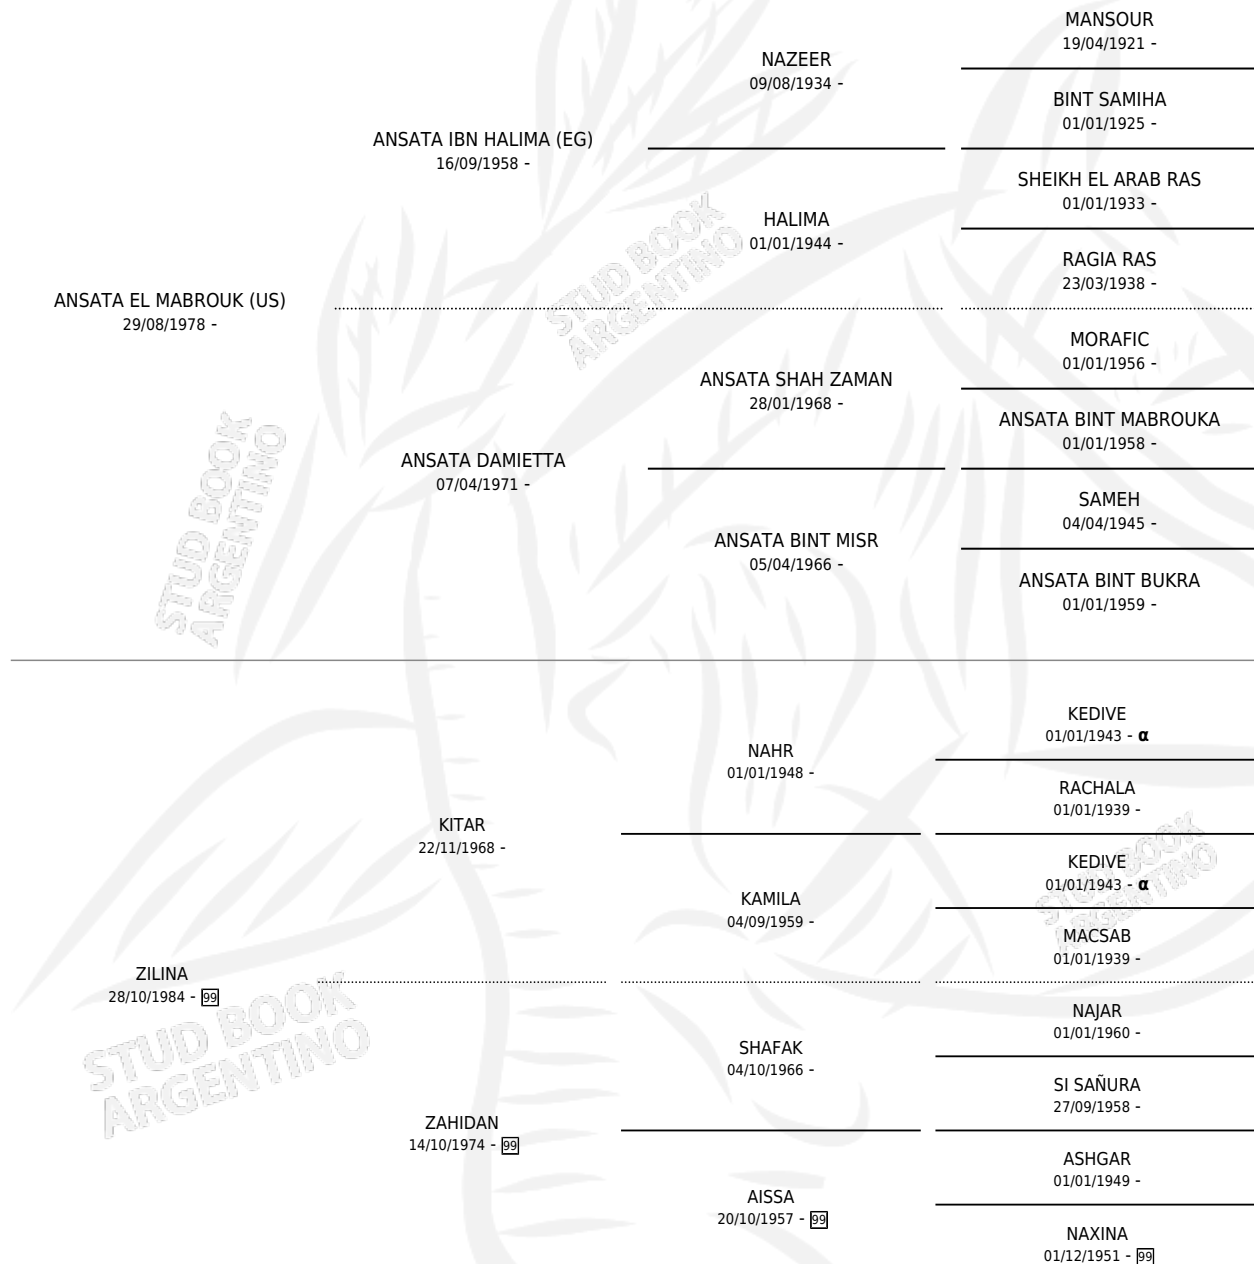 MANSOUR
19/04/1921 -
NAZEER
09/08/1934 -
BINT SAMIHA
01/01/1925 -
ANSATA IBN HALIMA (EG)
16/09/1958 -
SHEIKH EL ARAB RAS
01/01/1933 -
HALIMA
01/01/1944 -
RAGIA RAS
23/03/1938 -
ANSATA EL MABROUK (US)
29/08/1978 -
MORAFIC
01/01/1956 -
ANSATA SHAH ZAMAN
28/01/1968 -
ANSATA BINT MABROUKA
01/01/1958 -
ANSATA DAMIETTA
07/04/1971 -
SAMEH
04/04/1945 -
ANSATA BINT MISR
05/04/1966 -
ANSATA BINT BUKRA
01/01/1959 -
KEDIVE
01/01/1943 - α
NAHR
01/01/1948 -
RACHALA
01/01/1939 -
KITAR
22/11/1968 -
KEDIVE
01/01/1943 - α
KAMILA
04/09/1959 -
MACSAB
01/01/1939 -
ZILINA
28/10/1984 - 99
NAJAR
01/01/1960 -
SHAFAK
04/10/1966 -
SI SAÑURA
27/09/1958 -
ZAHIDAN
14/10/1974 - 99
ASHGAR
01/01/1949 -
AISSA
20/10/1957 - 99
NAXINA
01/12/1951 - 99
STUD BOOK
ARGENTINO
STUD BOOK
ARGENTINO
STUD BOOK
ARGENTINO
STUD BOOK
ARGENTINO